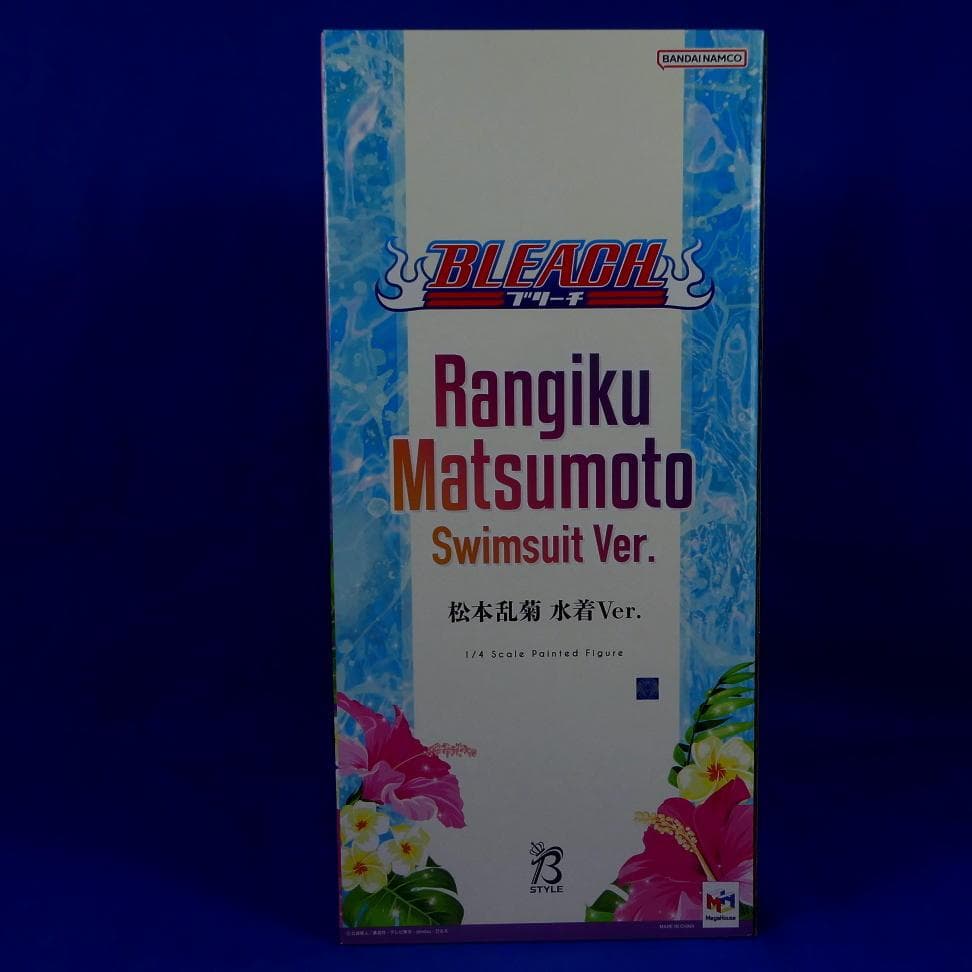 BANDAI NAMCO
BLEACH
ブリーチ
Rangiku
Matsumoto
Swimsuit Ver.
松本乱菊 水着Ver.
1/4 Scale Painted Figure
B
STYLE
MegaHouse
MADE IN CHINA